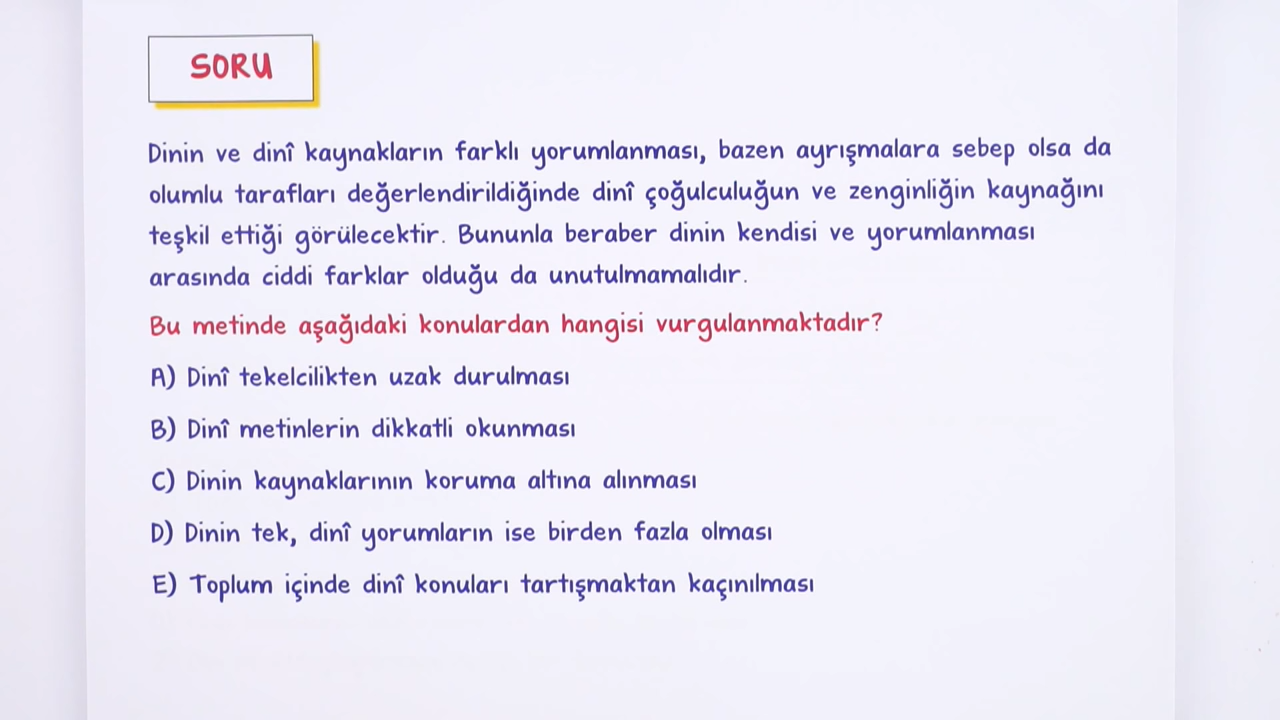 SORU
Dinin ve dinî kaynakların farklı yorumlanması, bazen ayrışmalara sebep olsa da
olumlu tarafları değerlendirildiğinde dinî çoğulculuğun ve zenginliğin kaynağını
teşkil ettiği görülecektir. Bununla beraber dinin kendisi ve yorumlanması
arasında ciddi farklar olduğu da unutulmamalıdır.
Bu metinde aşağıdaki konulardan hangisi vurgulanmaktadır?
A) Dinî tekelcilikten uzak durulması
B) Dinî metinlerin dikkatli okunması
C) Dinin kaynaklarının koruma altına alınması
D) Dinin tek, dinî yorumların ise birden fazla olması
E) Toplum içinde dinî konuları tartışmaktan kaçınılması